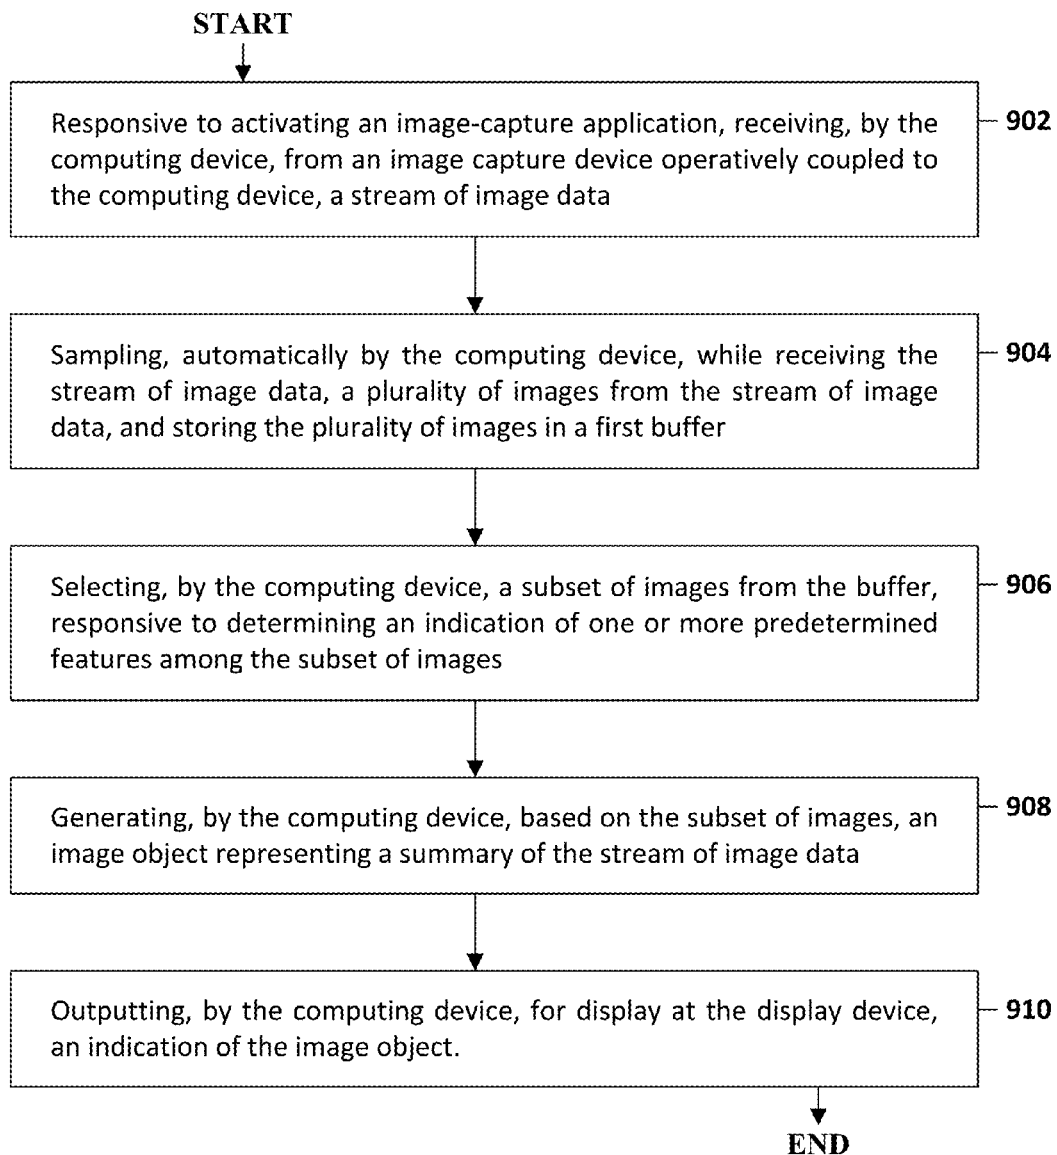 START
Responsive to activating an image-capture application, receiving, by the
computing device, from an image capture device operatively coupled to
the computing device, a stream of image data
902
Sampling, automatically by the computing device, while receiving the
stream of image data, a plurality of images from the stream of image
data, and storing the plurality of images in a first buffer
904
Selecting, by the computing device, a subset of images from the buffer,
responsive to determining an indication of one or more predetermined
features among the subset of images
906
Generating, by the computing device, based on the subset of images, an
image object representing a summary of the stream of image data
908
Outputting, by the computing device, for display at the display device,
an indication of the image object.
910
END